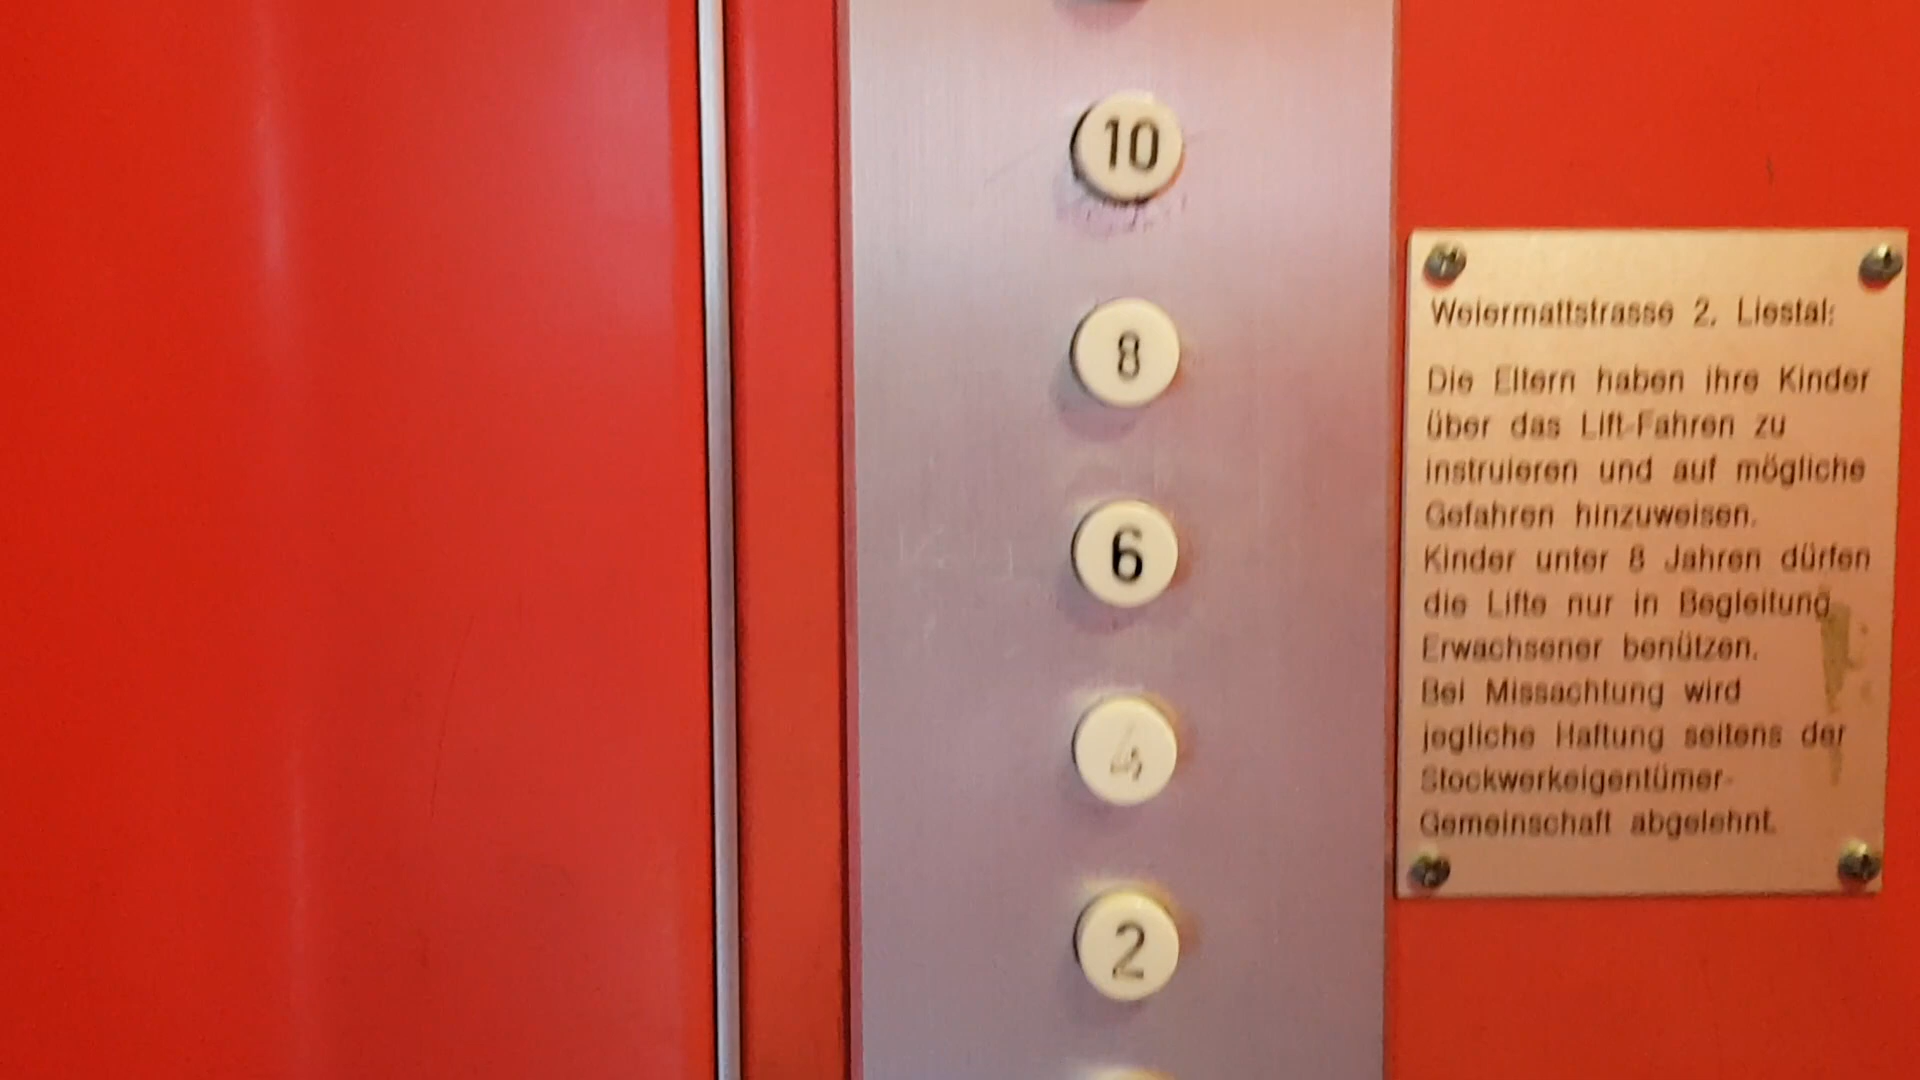 10
8
6
4
2
Weiermattstrasse 2, Liestal:
Die Eltern haben ihre Kinder
über das Lift-Fahren zu
instruieren und auf mögliche
Gefahren hinzuweisen.
Kinder unter 8 Jahren dürfen
die Lifte nur in Begleitung
Erwachsener benützen.
Bei Missachtung wird
jegliche Haftung seitens der
Stockwerkeigentümer-
Gemeinschaft abgelehnt.